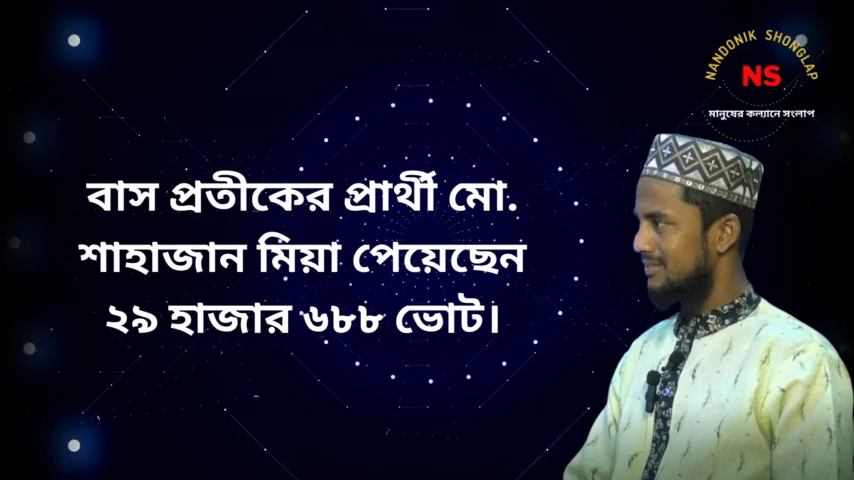 NANDONIK SHONGLAP
NS
মানুষের কল্যানে সংলাপ
বাস প্রতীকের প্রার্থী মো.
শাহাজান মিয়া পেয়েছেন
২৯ হাজার ৬৮৮ ভোট।